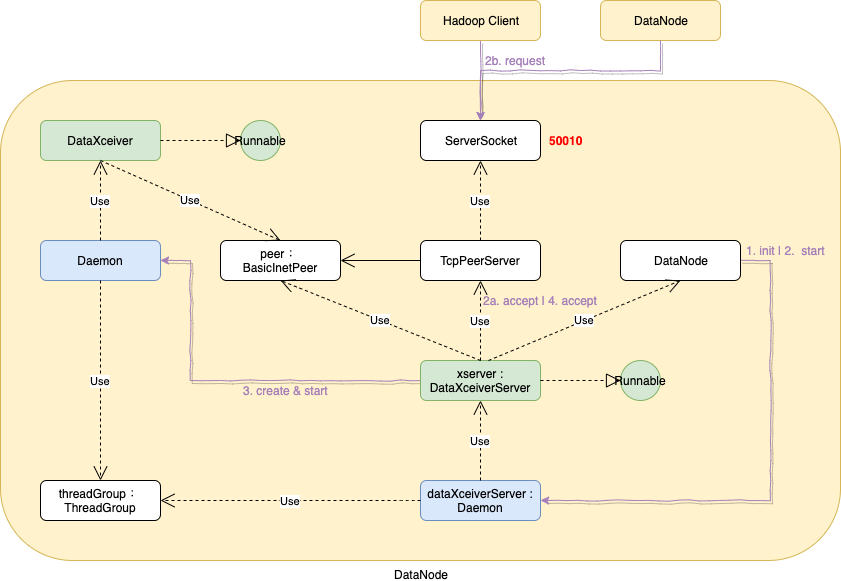 Hadoop Client
DataNode
2b. request
DataXceiver
Runnable
ServerSocket
50010
Use
Use
Use
Daemon
peer：
BasicInetPeer
TcpPeerServer
DataNode
1. init | 2. start
2a. accept | 4. accept
Use
Use
Use
Use
xserver :
DataXceiverServer
Runnable
3. create & start
Use
threadGroup：
ThreadGroup
Use
dataXceiverServer :
Daemon
DataNode